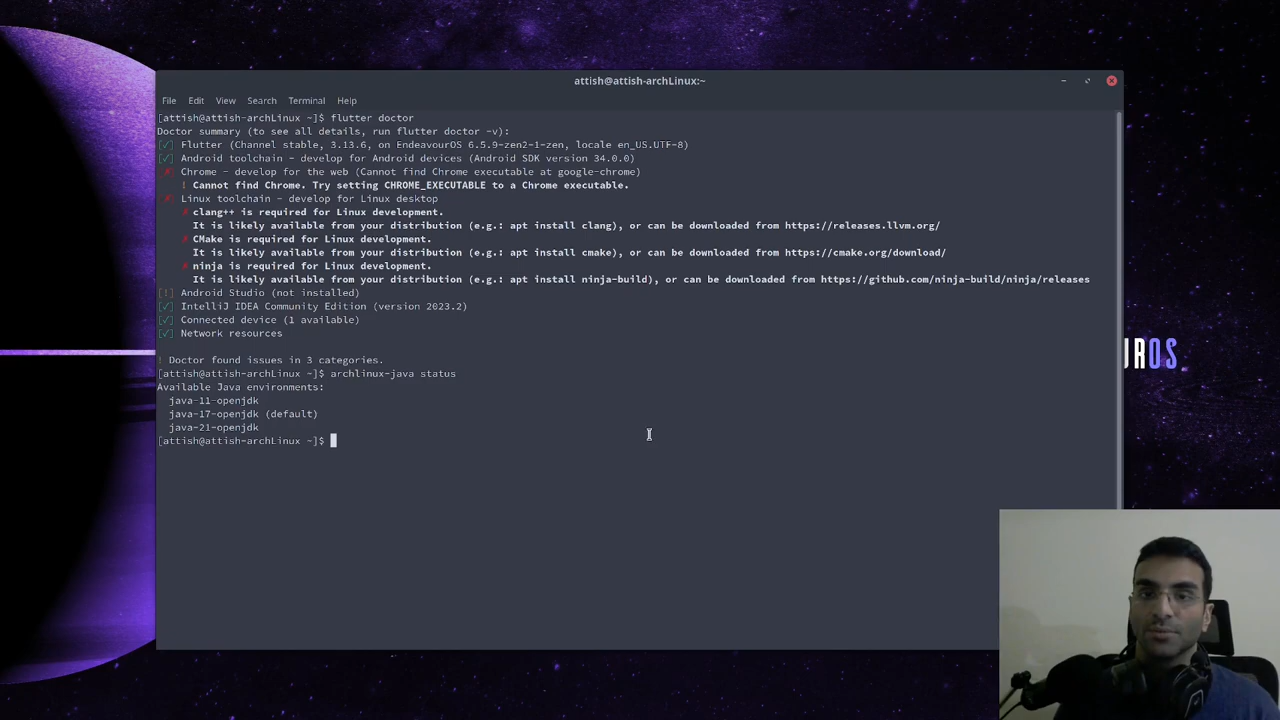 attish@attish-archLinux:~
File Edit View Search Terminal Help
[attish@attish-archLinux ~]$ flutter doctor
Doctor summary (to see all details, run flutter doctor -v):
[✓] Flutter (Channel stable, 3.13.6, on EndeavourOS 6.5.9-zen2-1-zen, locale en_US.UTF-8)
[✓] Android toolchain - develop for Android devices (Android SDK version 34.0.0)
[✗] Chrome - develop for the web (Cannot find Chrome executable at google-chrome)
! Cannot find Chrome. Try setting CHROME_EXECUTABLE to a Chrome executable.
[✗] Linux toolchain - develop for Linux desktop
✗ clang++ is required for Linux development.
It is likely available from your distribution (e.g.: apt install clang), or can be downloaded from https://releases.llvm.org/
✗ CMake is required for Linux development.
It is likely available from your distribution (e.g.: apt install cmake), or can be downloaded from https://cmake.org/download/
✗ ninja is required for Linux development.
It is likely available from your distribution (e.g.: apt install ninja-build), or can be downloaded from https://github.com/ninja-build/ninja/releases
[!] Android Studio (not installed)
[✓] IntelliJ IDEA Community Edition (version 2023.2)
[✓] Connected device (1 available)
[✓] Network resources
! Doctor found issues in 3 categories.
[attish@attish-archLinux ~]$ archlinux-java status
Available Java environments:
java-11-openjdk
java-17-openjdk (default)
java-21-openjdk
[attish@attish-archLinux ~]$
UROS